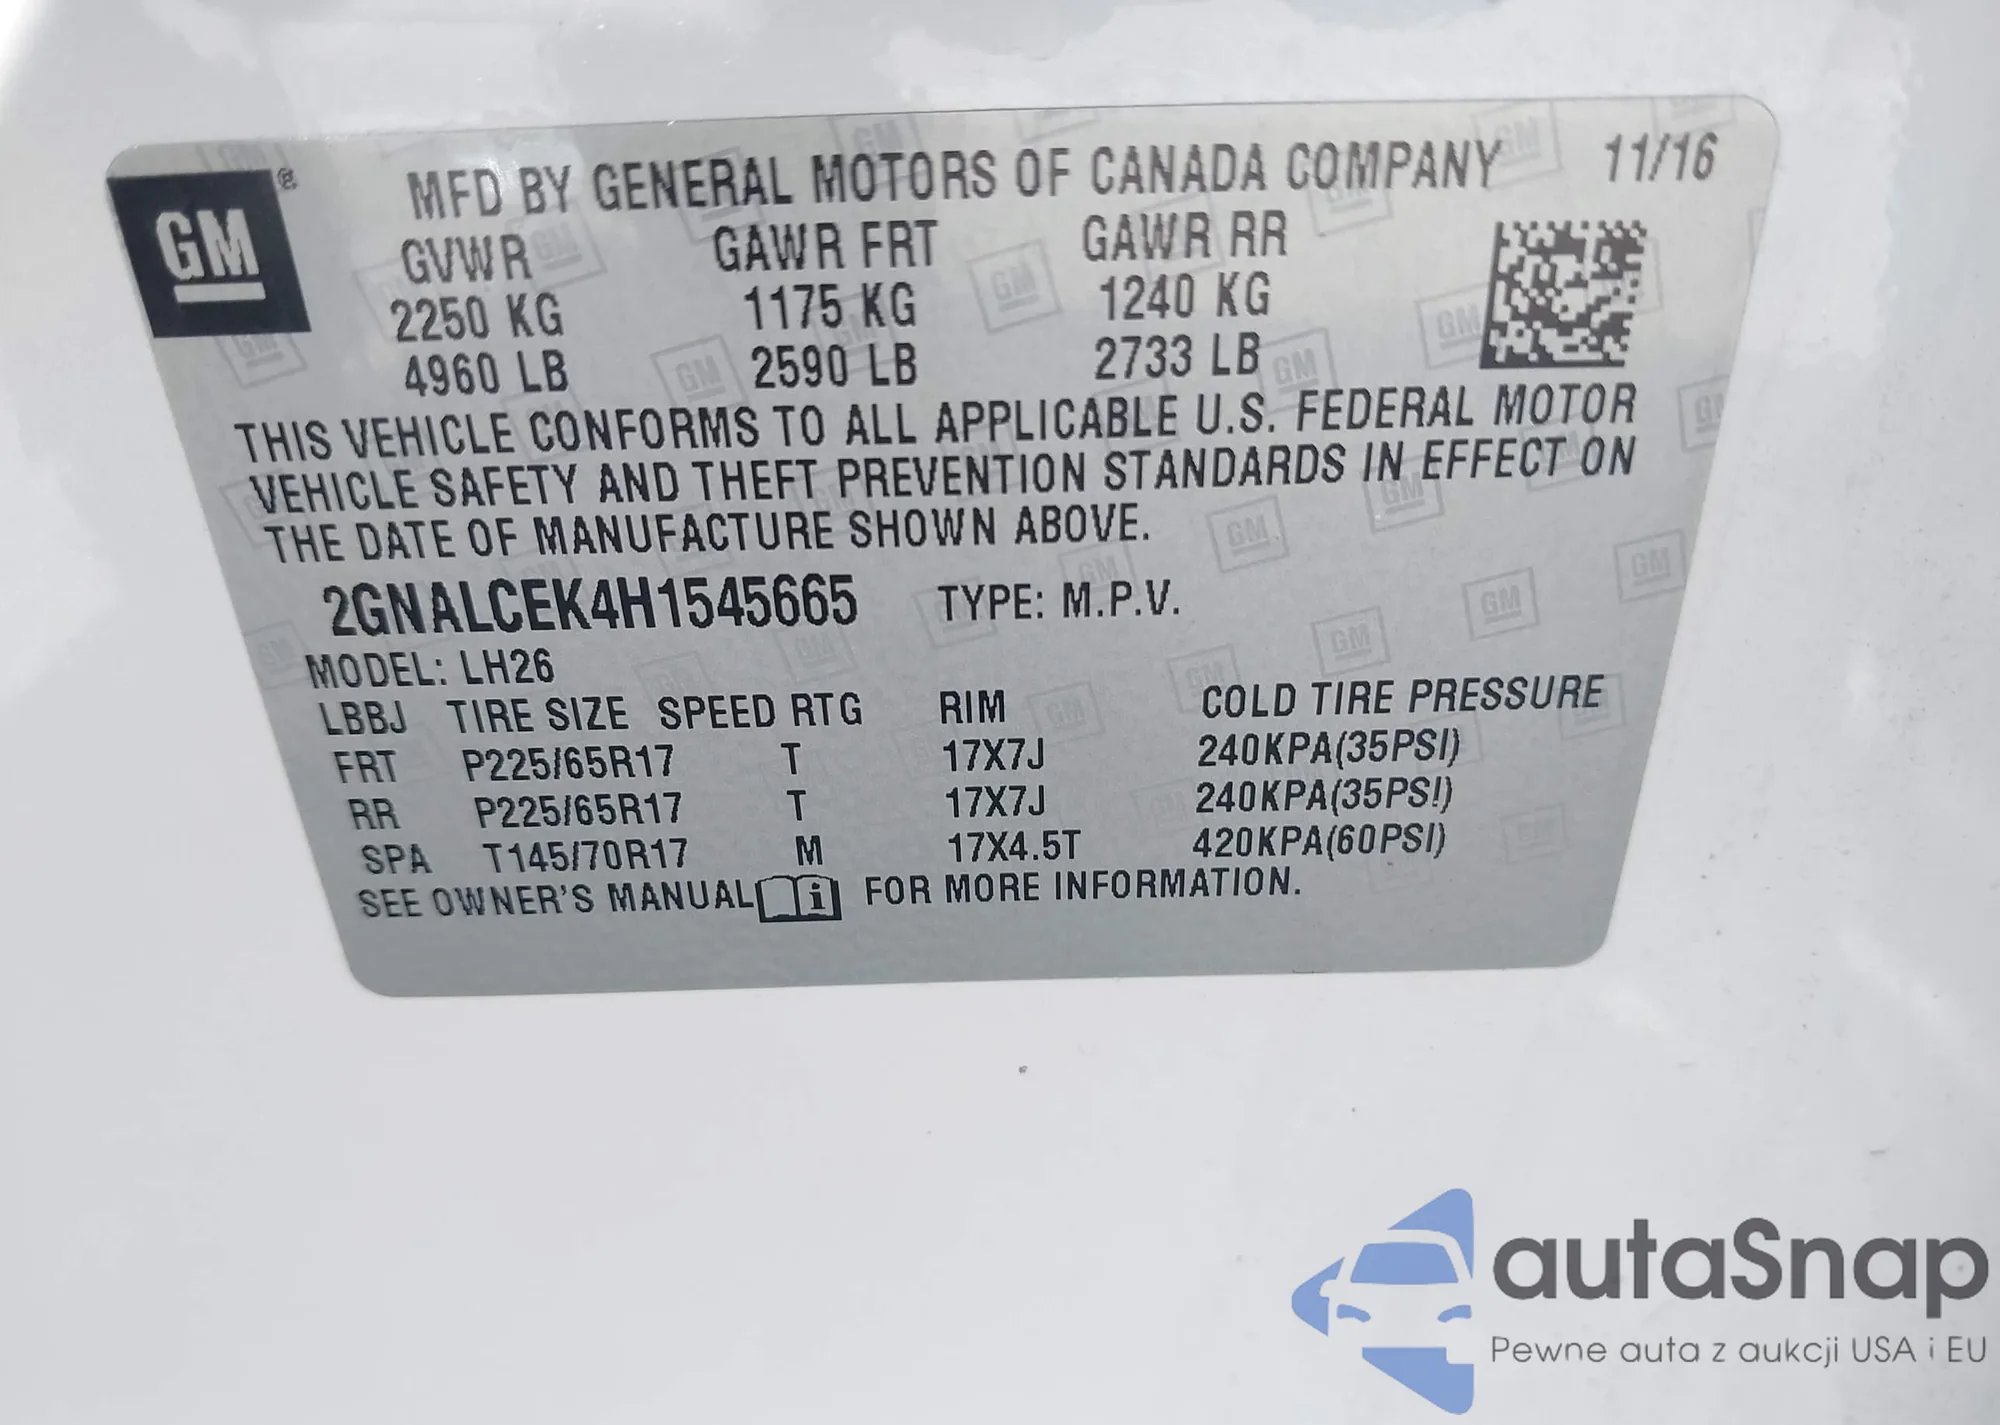 GM®
MFD BY GENERAL MOTORS OF CANADA COMPANY 11/16
GVWR GAWR FRT GAWR RR
2250 KG 1175 KG 1240 KG
4960 LB 2590 LB 2733 LB
THIS VEHICLE CONFORMS TO ALL APPLICABLE U.S. FEDERAL MOTOR
VEHICLE SAFETY AND THEFT PREVENTION STANDARDS IN EFFECT ON
THE DATE OF MANUFACTURE SHOWN ABOVE.
2GNALCEK4H1545665 TYPE: M.P.V.
MODEL: LH26
LBBJ TIRE SIZE SPEED RTG RIM COLD TIRE PRESSURE
FRT P225/65R17 T 17X7J 240KPA(35PSI)
RR P225/65R17 T 17X7J 240KPA(35PSI)
SPA T145/70R17 M 17X4.5T 420KPA(60PSI)
SEE OWNER'S MANUAL i FOR MORE INFORMATION.
autaSnap
Pewne auta z aukcji USA i EU